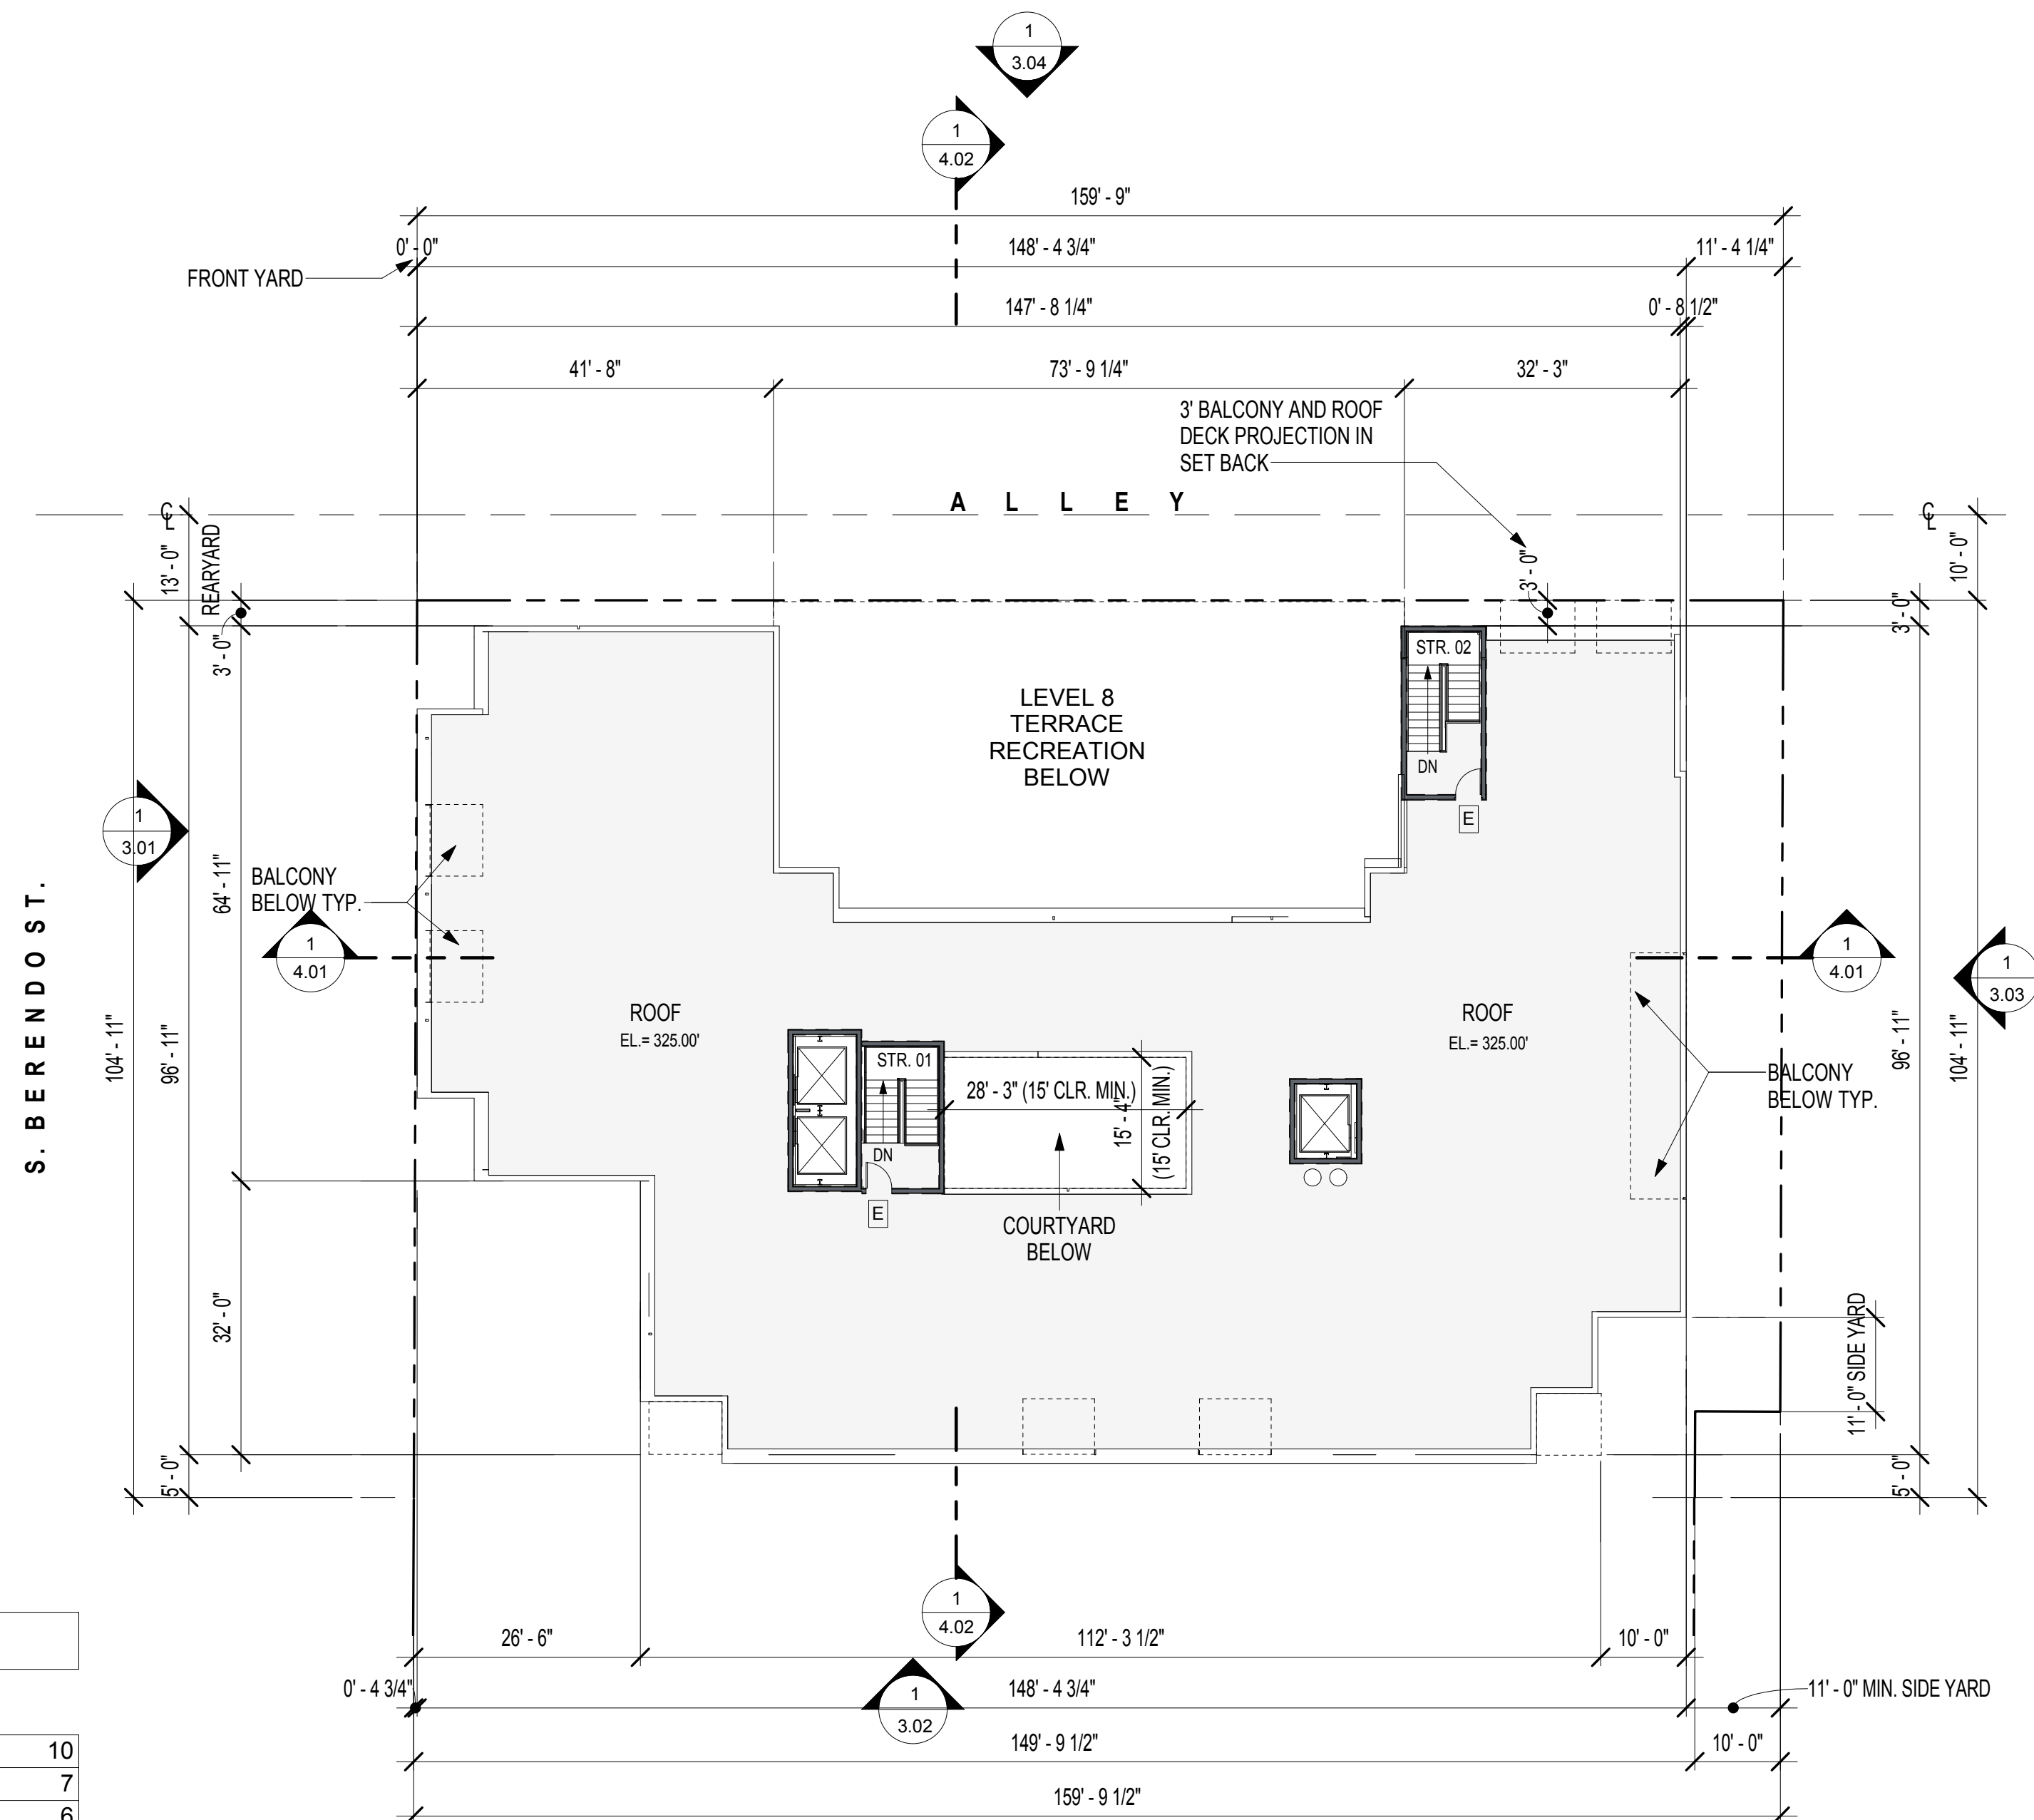 1
3.04
1
4.02
159' - 9"
0' - 0"
148' - 4 3/4"
11' - 4 1/4"
FRONT YARD
147' - 8 1/4"
0' - 8 1/2"
41' - 8"
73' - 9 1/4"
32' - 3"
3' BALCONY AND ROOF
DECK PROJECTION IN
SET BACK
A L L E Y
CL
CL
13' - 0"
REARYARD
3' - 0"
10' - 0"
3' - 0"
3' - 0"
STR. 02
DN
E
LEVEL 8
TERRACE
RECREATION
BELOW
1
3.01
64' - 11"
BALCONY
BELOW TYP.
S. BERENDO ST.
1
4.01
1
4.01
1
3.03
104' - 11"
96' - 11"
ROOF
EL.= 325.00'
ROOF
EL.= 325.00'
96' - 11"
104' - 11"
STR. 01
DN
E
28' - 3" (15' CLR. MIN.)
15' - 4"
(15' CLR. MIN.)
BALCONY
BELOW TYP.
COURTYARD
BELOW
32' - 0"
11' - 0" SIDE YARD
5' - 0"
5' - 0"
1
4.02
26' - 6"
112' - 3 1/2"
10' - 0"
0' - 4 3/4"
148' - 4 3/4"
11' - 0" MIN. SIDE YARD
1
3.02
149' - 9 1/2"
10' - 0"
159' - 9 1/2"
10
7
6